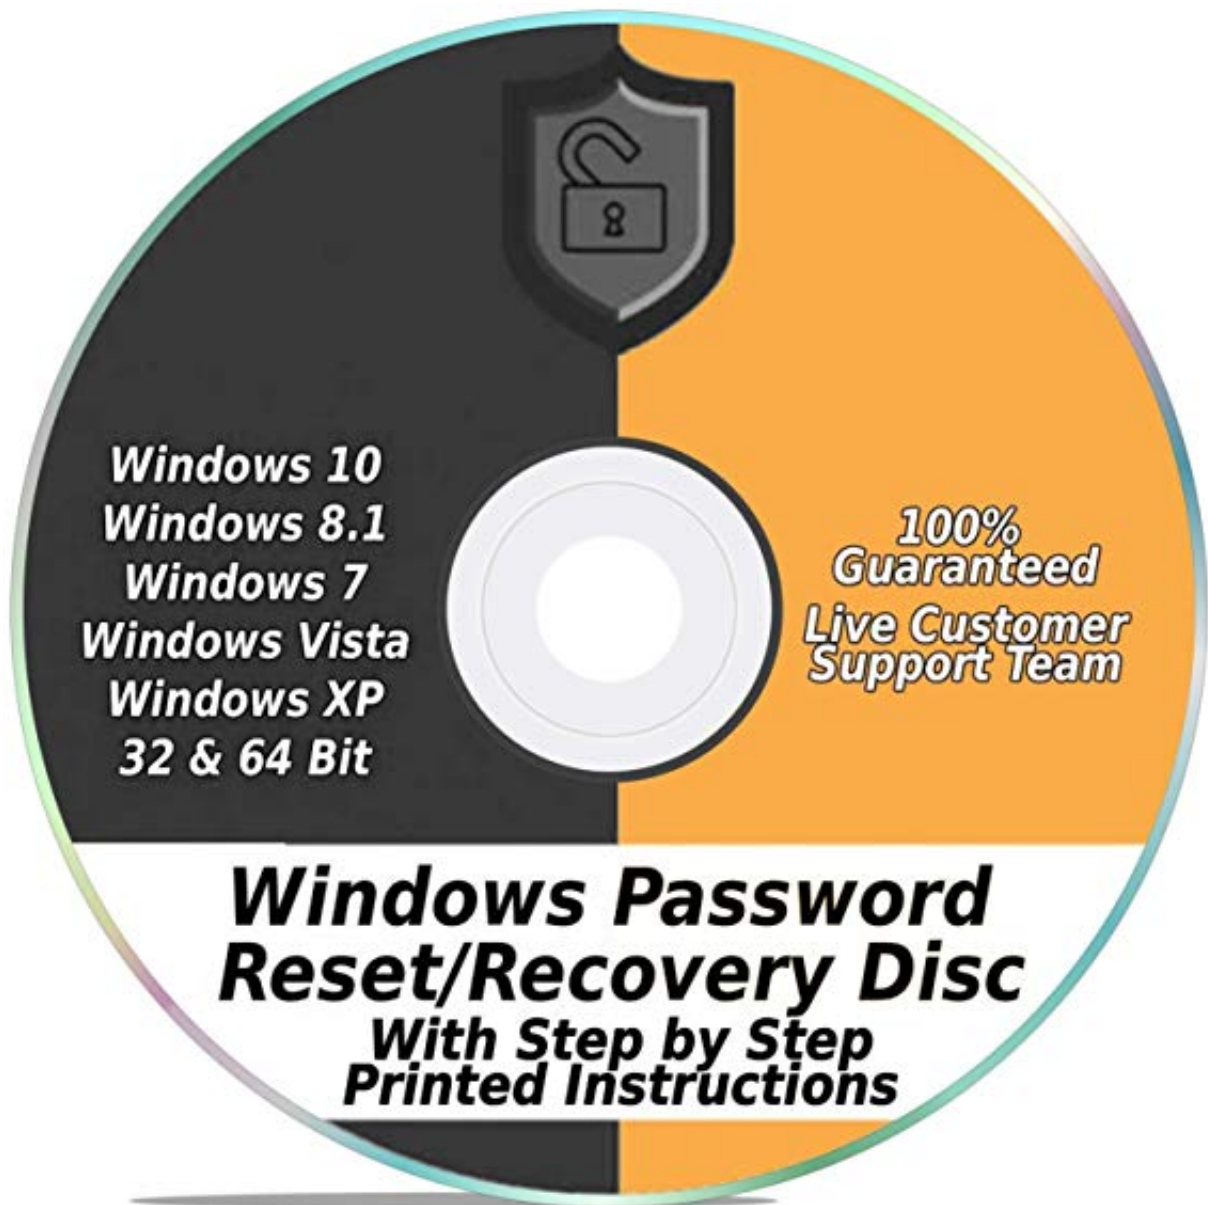 Windows 10
Windows 8.1
Windows 7
Windows Vista
Windows XP
32 & 64 Bit
100%
Guaranteed
Live Customer
Support Team
Windows Password
Reset/Recovery Disc
With Step by Step
Printed Instructions